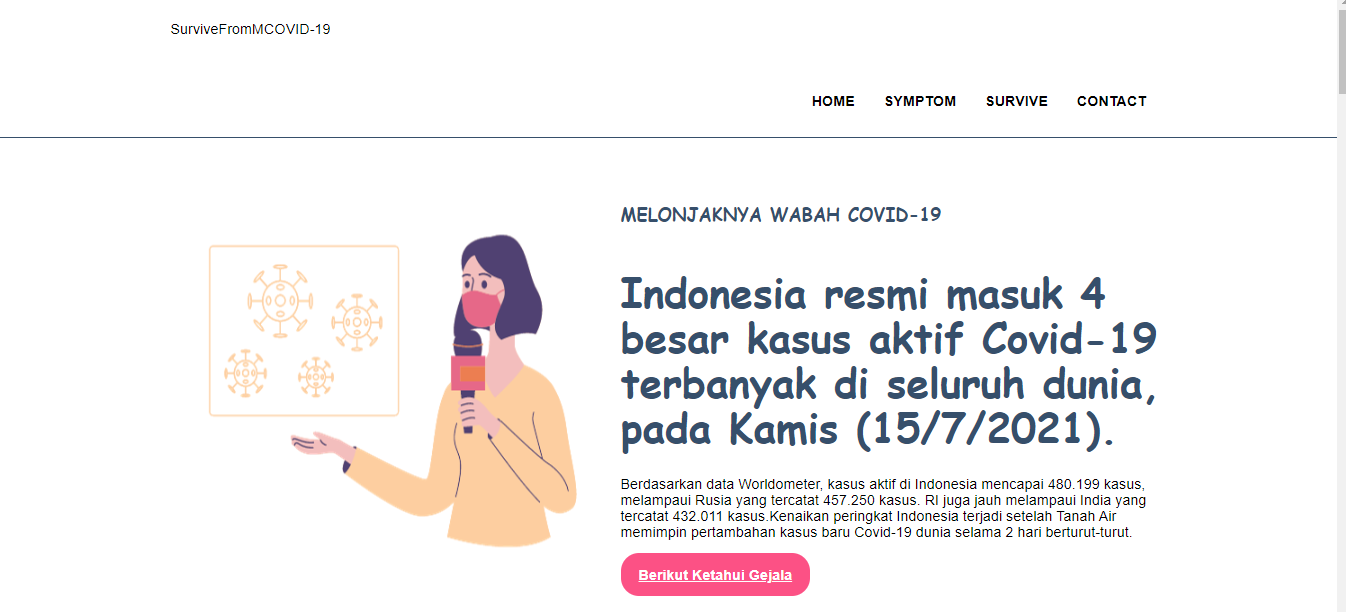 SurviveFromMCOVID-19
HOME SYMPTOM SURVIVE CONTACT
MELONJAKNYA WABAH COVID-19
Indonesia resmi masuk 4
besar kasus aktif Covid-19
terbanyak di seluruh dunia,
pada Kamis (15/7/2021).
Berdasarkan data Worldometer, kasus aktif di Indonesia mencapai 480.199 kasus,
melampaui Rusia yang tercatat 457.250 kasus. RI juga jauh melampaui India yang
tercatat 432.011 kasus.Kenaikan peringkat Indonesia terjadi setelah Tanah Air
memimpin pertambahan kasus baru Covid-19 dunia selama 2 hari berturut-turut.
Berikut Ketahui Gejala